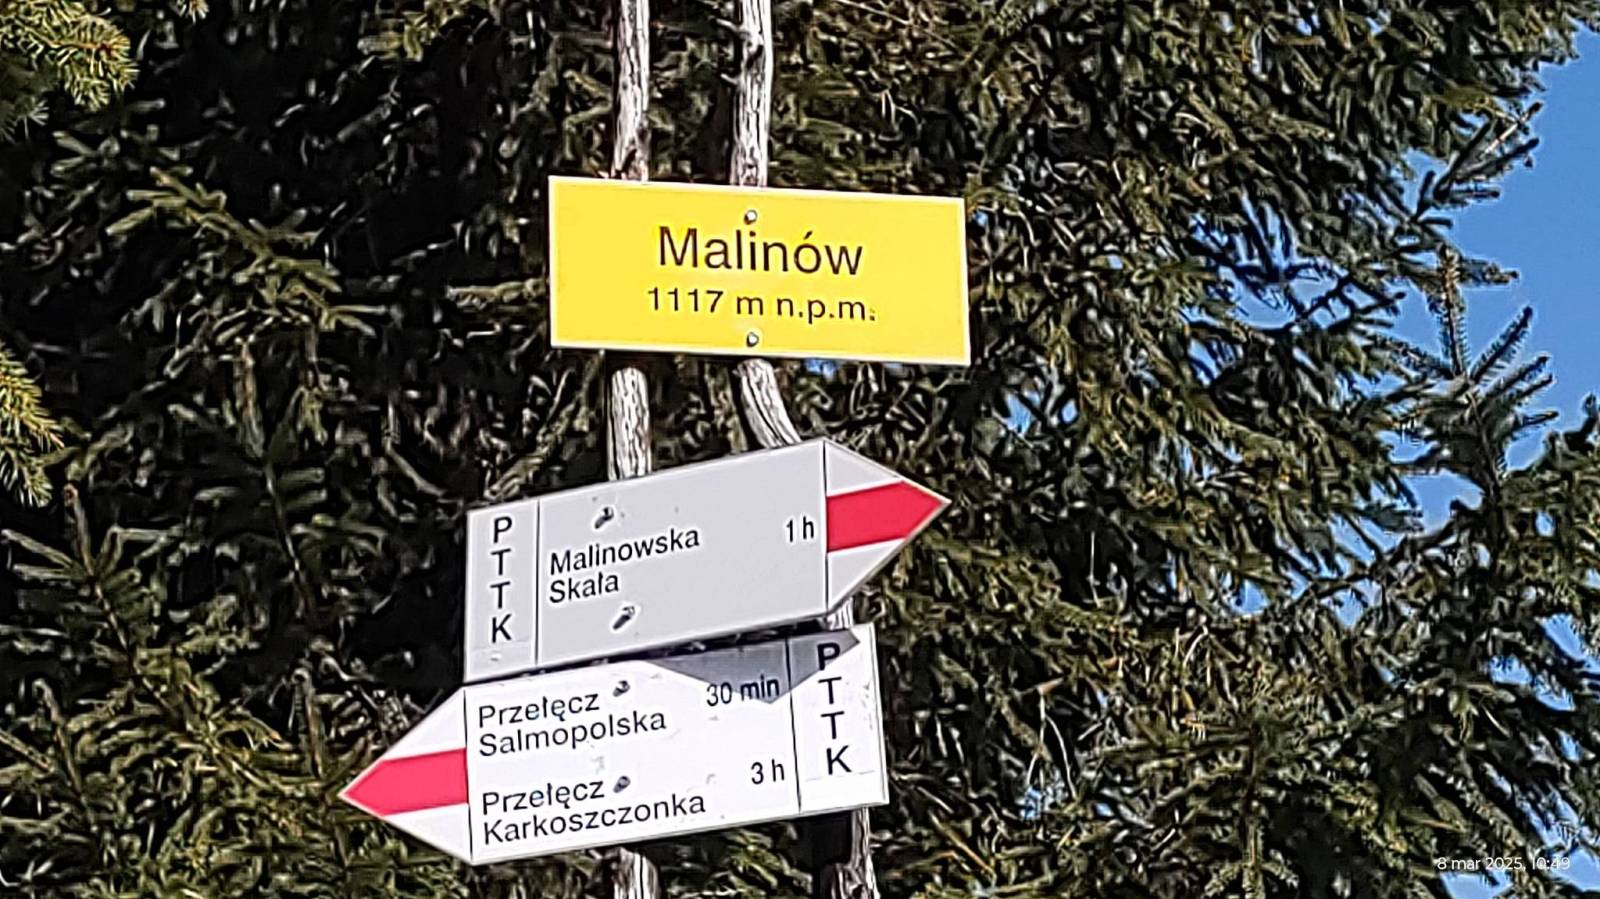 Malinów
1117 m n.p.m.
PTTK
Malinowska
Skała
1 h
Przełęcz
Salmopolska
30 min
Przełęcz
Karkoszczonka
3 h
PTTK
8 mar 2025, 10:49